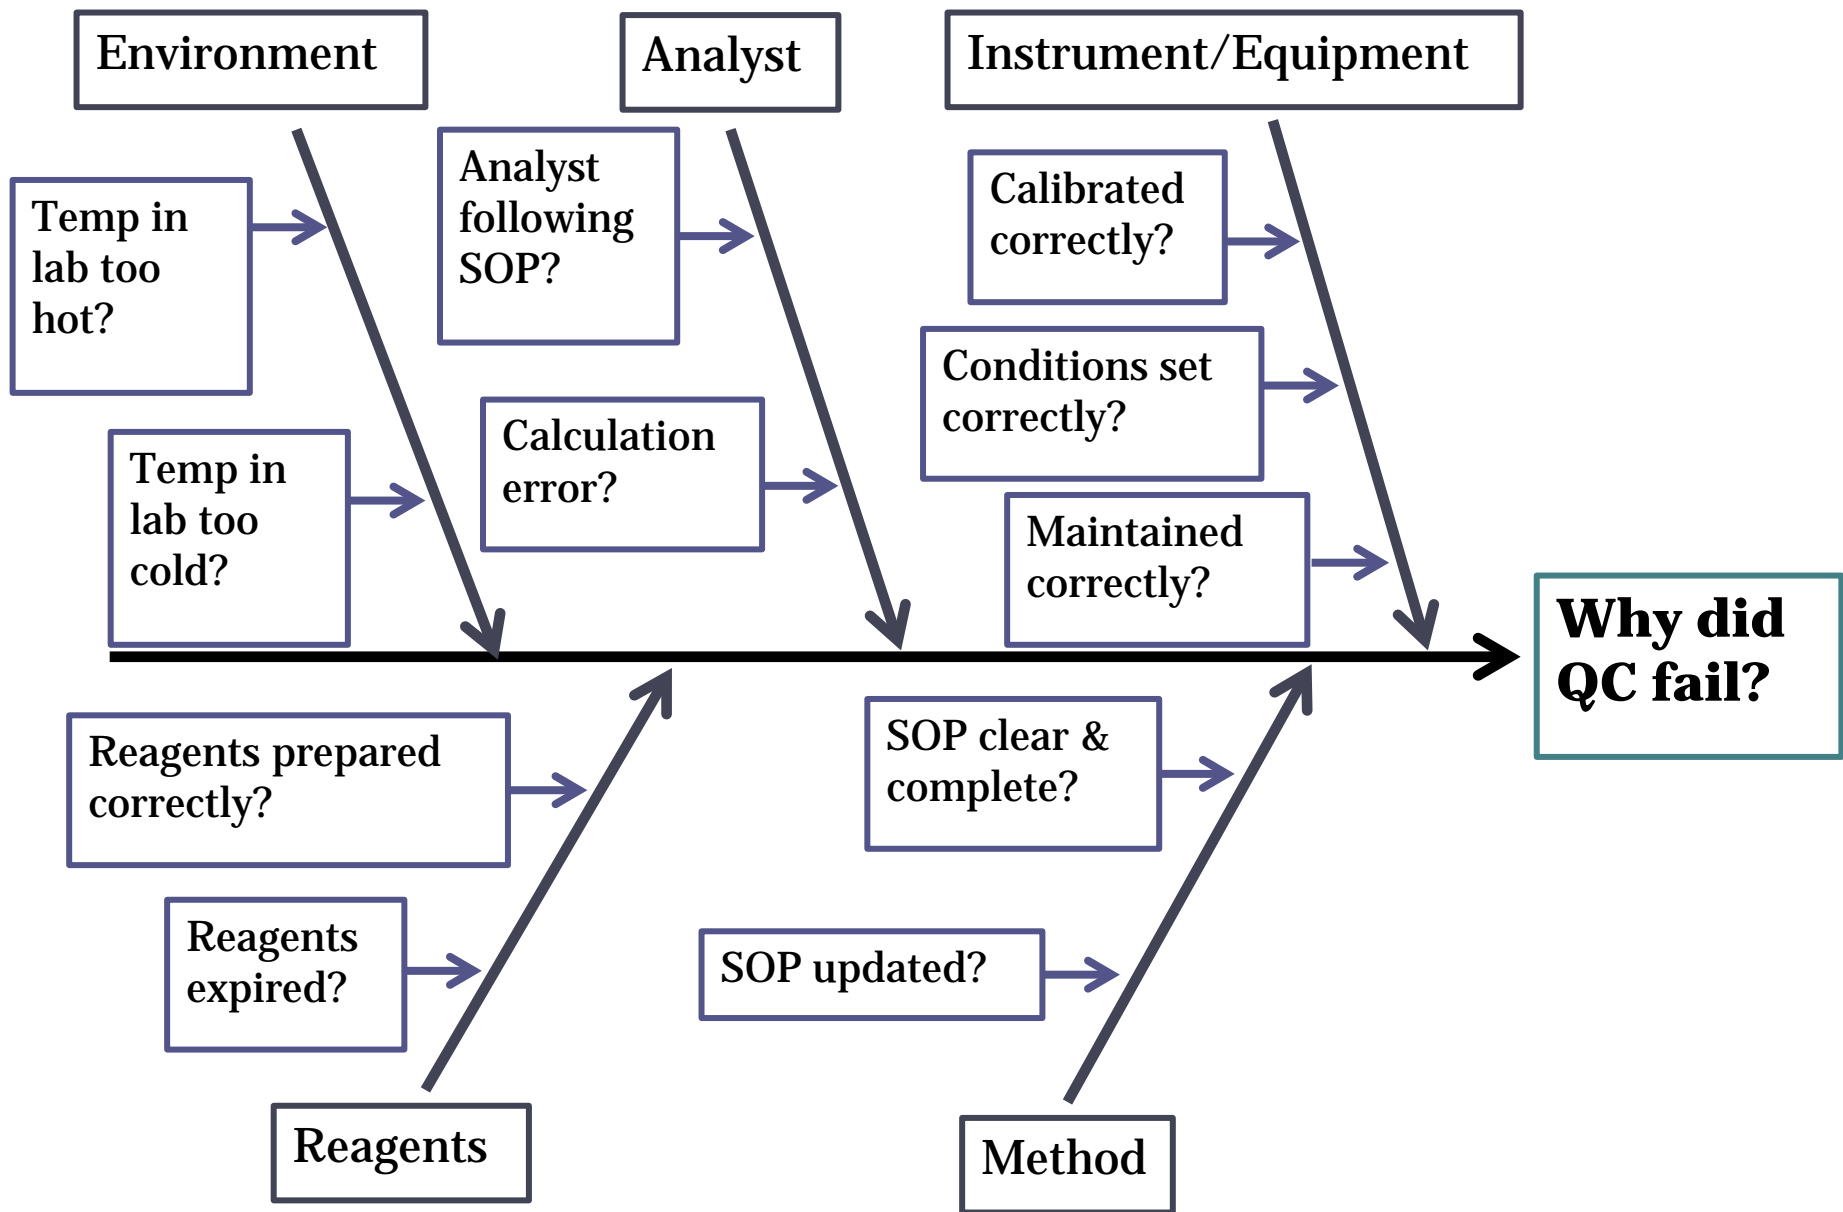 Environment
Analyst
Instrument/Equipment
Temp in
lab too
hot?
Temp in
lab too
cold?
Analyst
following
SOP?
Calculation
error?
Calibrated
correctly?
Conditions set
correctly?
Maintained
correctly?
Why did
QC fail?
Reagents prepared
correctly?
Reagents
expired?
SOP clear &
complete?
SOP updated?
Reagents
Method